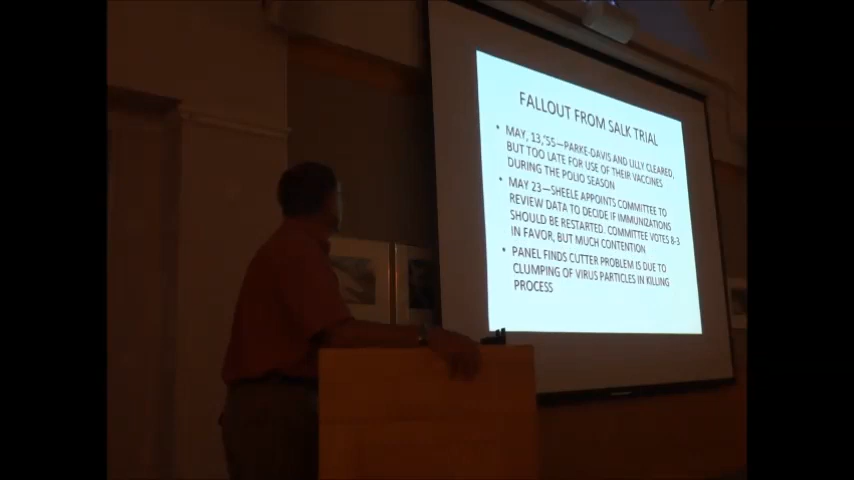 FALLOUT FROM SALK TRIAL
• MAY, 13,'55—PARKE-DAVIS AND LILLY CLEARED,
BUT TOO LATE FOR USE OF THEIR VACCINES
DURING THE POLIO SEASON
• MAY 23—SHEELE APPOINTS COMMITTEE TO
REVIEW DATA TO DECIDE IF IMMUNIZATIONS
SHOULD BE RESTARTED. COMMITTEE VOTES 8-3
IN FAVOR, BUT MUCH CONTENTION
• PANEL FINDS CUTTER PROBLEM IS DUE TO
CLUMPING OF VIRUS PARTICLES IN KILLING
PROCESS